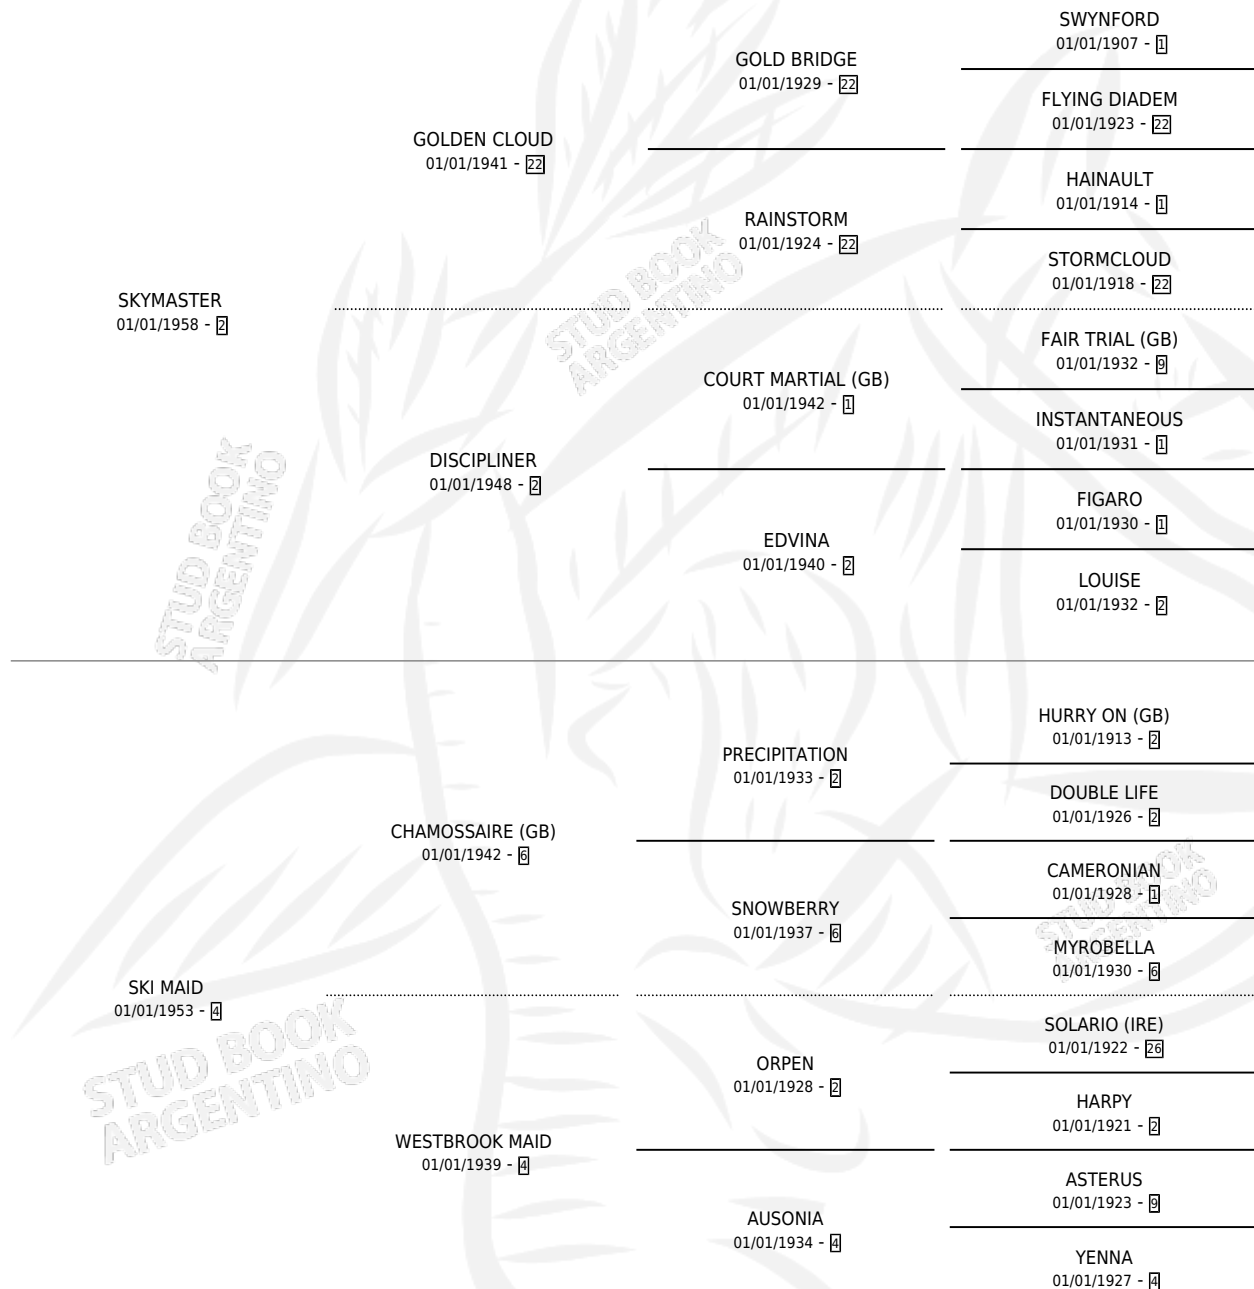 SWYNFORD
01/01/1907 - 1
GOLD BRIDGE
01/01/1929 - 22
FLYING DIADEM
01/01/1923 - 22
GOLDEN CLOUD
01/01/1941 - 22
HAINAULT
01/01/1914 - 1
RAINSTORM
01/01/1924 - 22
STORMCLOUD
01/01/1918 - 22
SKYMASTER
01/01/1958 - 2
FAIR TRIAL (GB)
01/01/1932 - 9
COURT MARTIAL (GB)
01/01/1942 - 1
INSTANTANEOUS
01/01/1931 - 1
DISCIPLINER
01/01/1948 - 2
FIGARO
01/01/1930 - 1
EDVINA
01/01/1940 - 2
LOUISE
01/01/1932 - 2
HURRY ON (GB)
01/01/1913 - 2
PRECIPITATION
01/01/1933 - 2
DOUBLE LIFE
01/01/1926 - 2
CHAMOSSAIRE (GB)
01/01/1942 - 6
CAMERONIAN
01/01/1928 - 1
SNOWBERRY
01/01/1937 - 6
MYROBELLA
01/01/1930 - 6
SKI MAID
01/01/1953 - 4
SOLARIO (IRE)
01/01/1922 - 26
ORPEN
01/01/1928 - 2
HARPY
01/01/1921 - 2
WESTBROOK MAID
01/01/1939 - 4
ASTERUS
01/01/1923 - 9
AUSONIA
01/01/1934 - 4
YENNA
01/01/1927 - 4
STUD BOOK
ARGENTINO
STUD BOOK
ARGENTINO
STUD BOOK
ARGENTINO
STUD BOOK
ARGENTINO